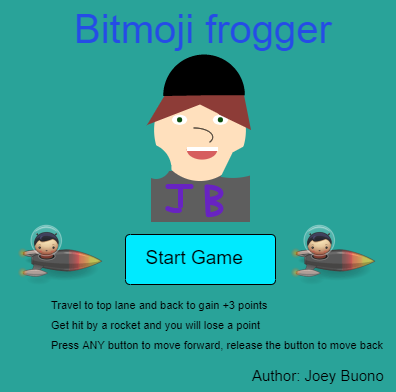 Bitmoji frogger
J B
Start Game
Travel to top lane and back to gain +3 points
Get hit by a rocket and you will lose a point
Press ANY button to move forward, release the button to move back
Author: Joey Buono